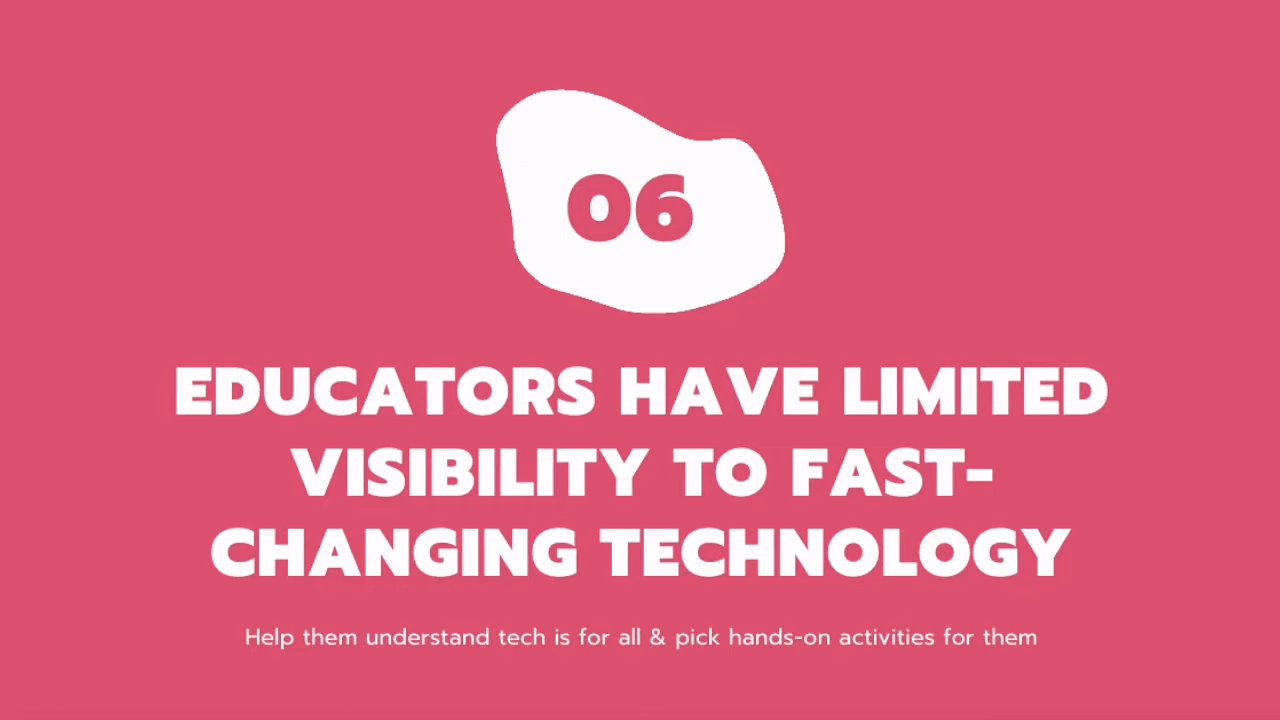 06
EDUCATORS HAVE LIMITED
VISIBILITY TO FAST-
CHANGING TECHNOLOGY
Help them understand tech is for all & pick hands-on activities for them